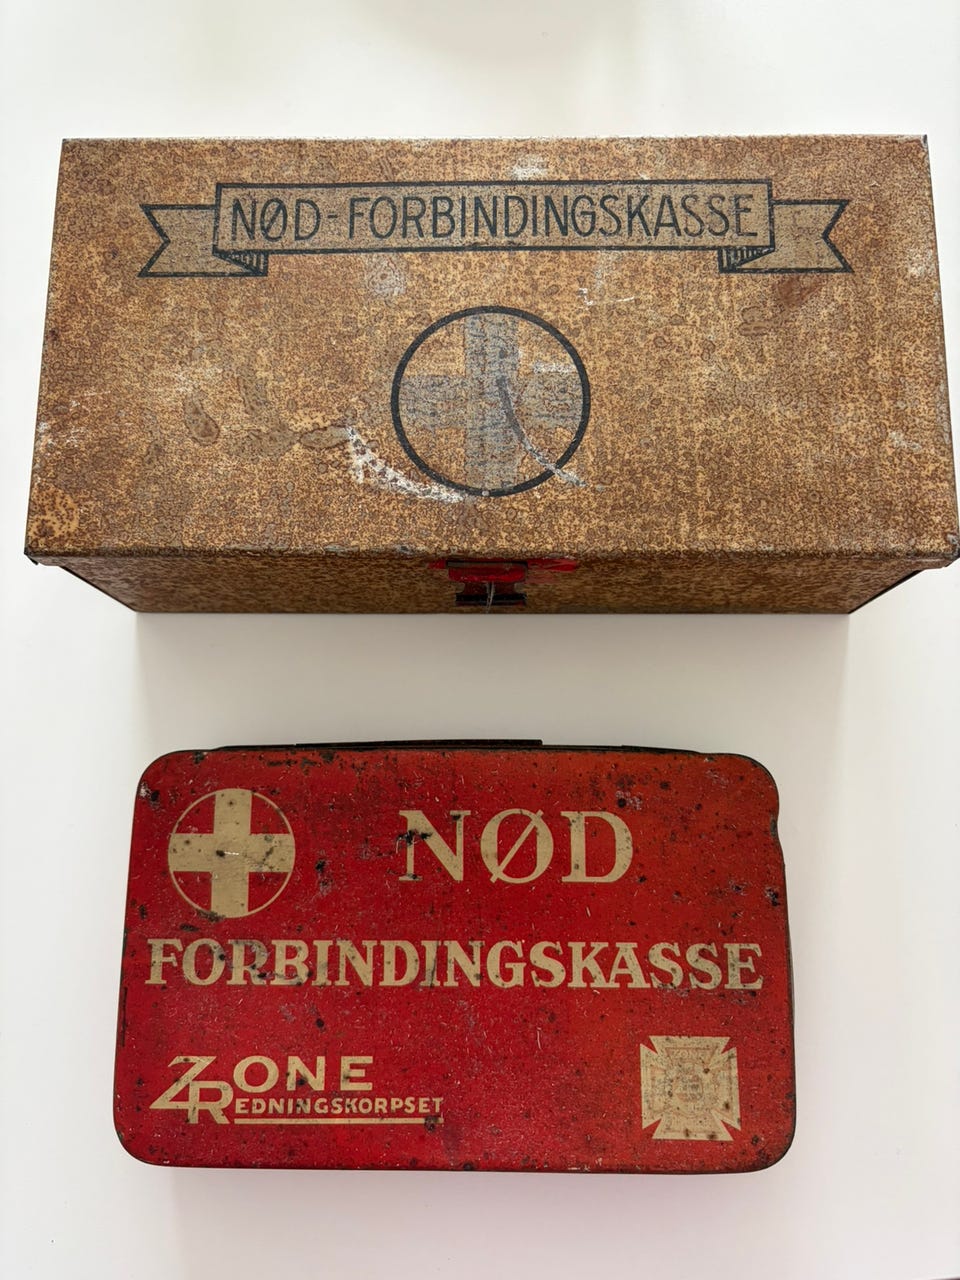 NØD-FORBINDINGSKASSE
NØD
FORBINDINGSKASSE
ZONE
REDNINGSKORPSET